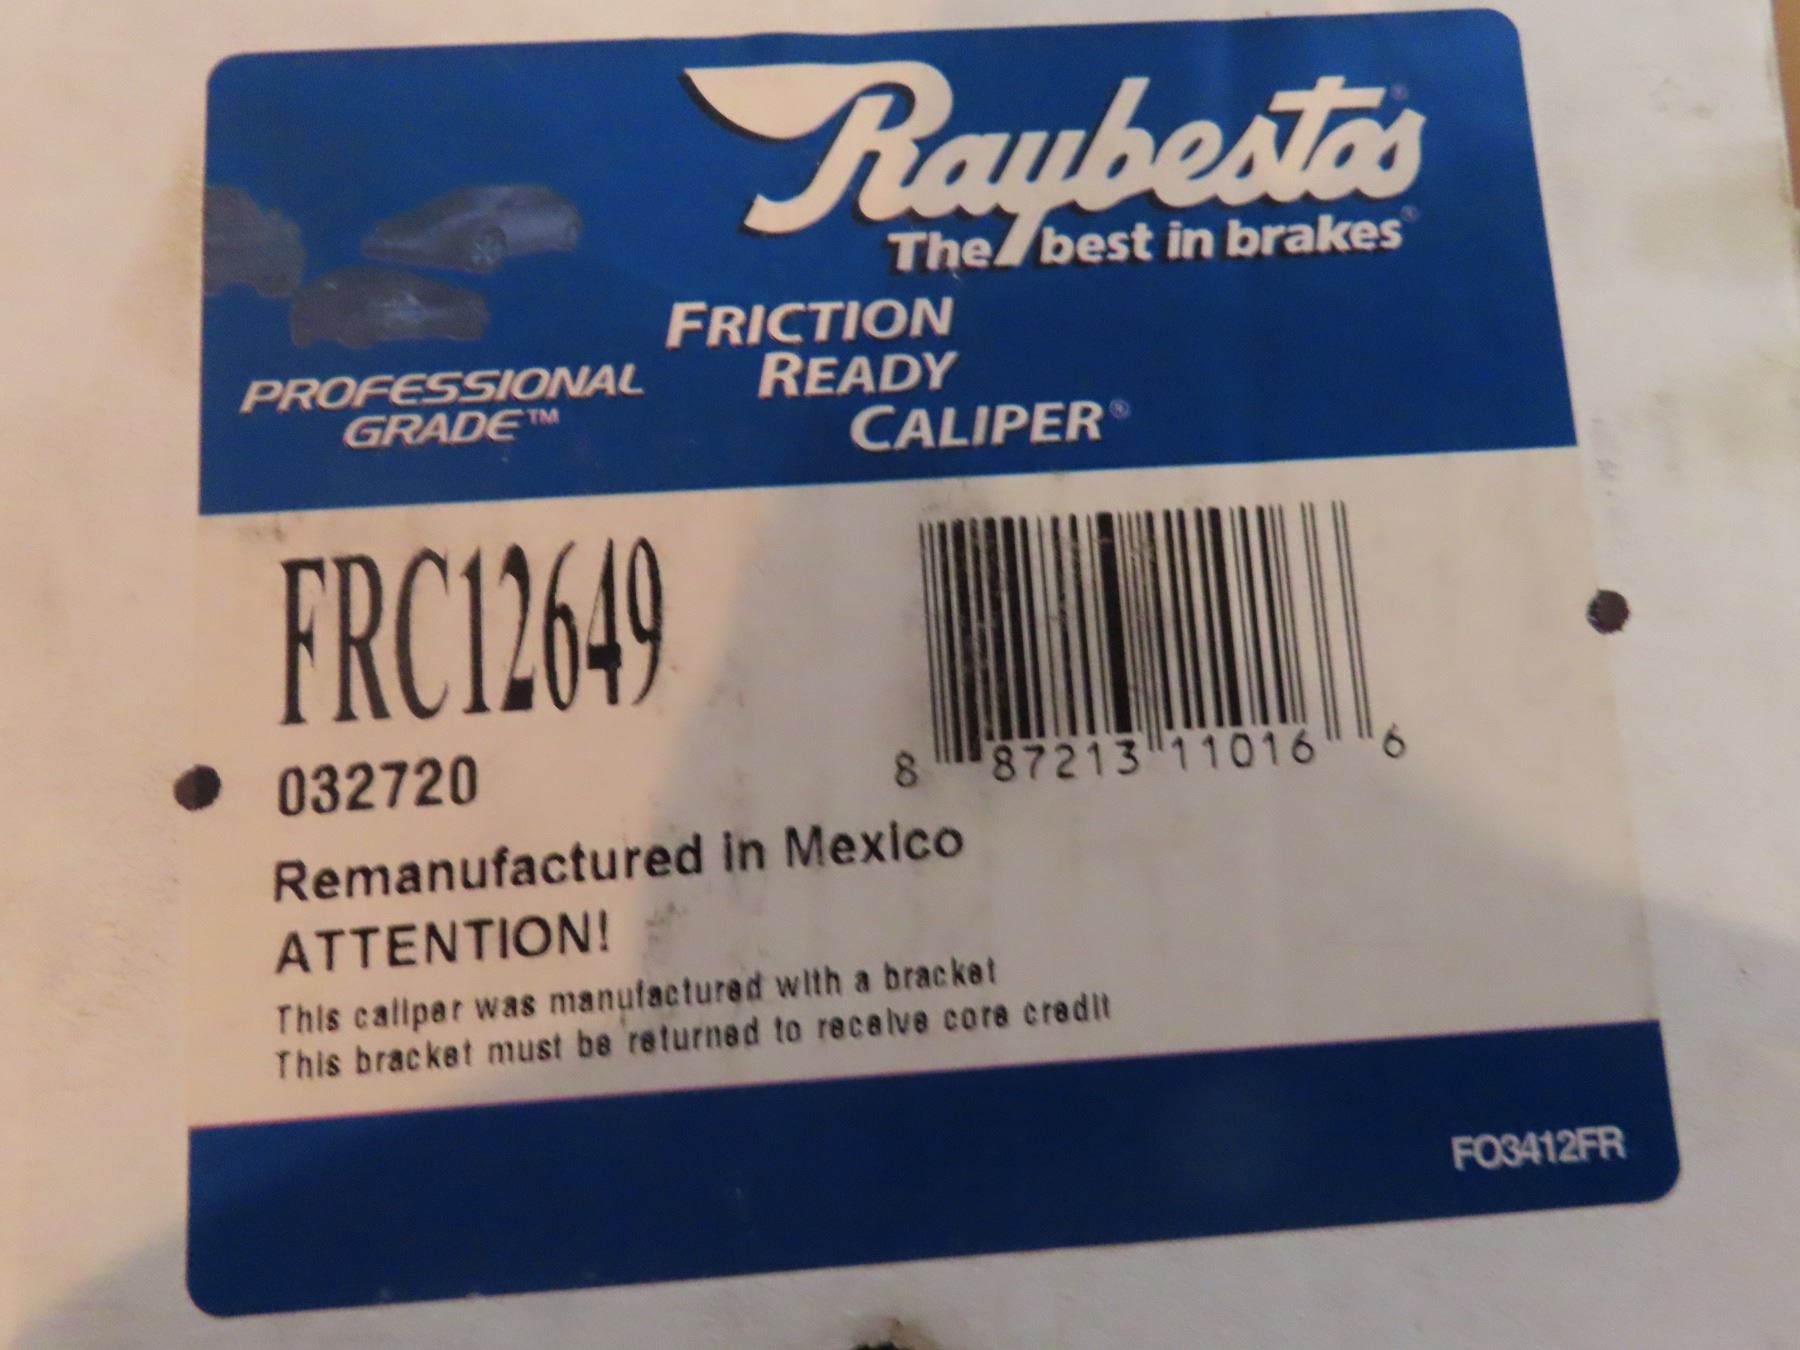 Raybestos®
The best in brakes®
FRICTION
READY
CALIPER®
PROFESSIONAL
GRADE™
FRC12649
8 87213 11016 6
032720
Remanufactured in Mexico
ATTENTION!
This caliper was manufactured with a bracket
This bracket must be returned to receive core credit
FO3412FR